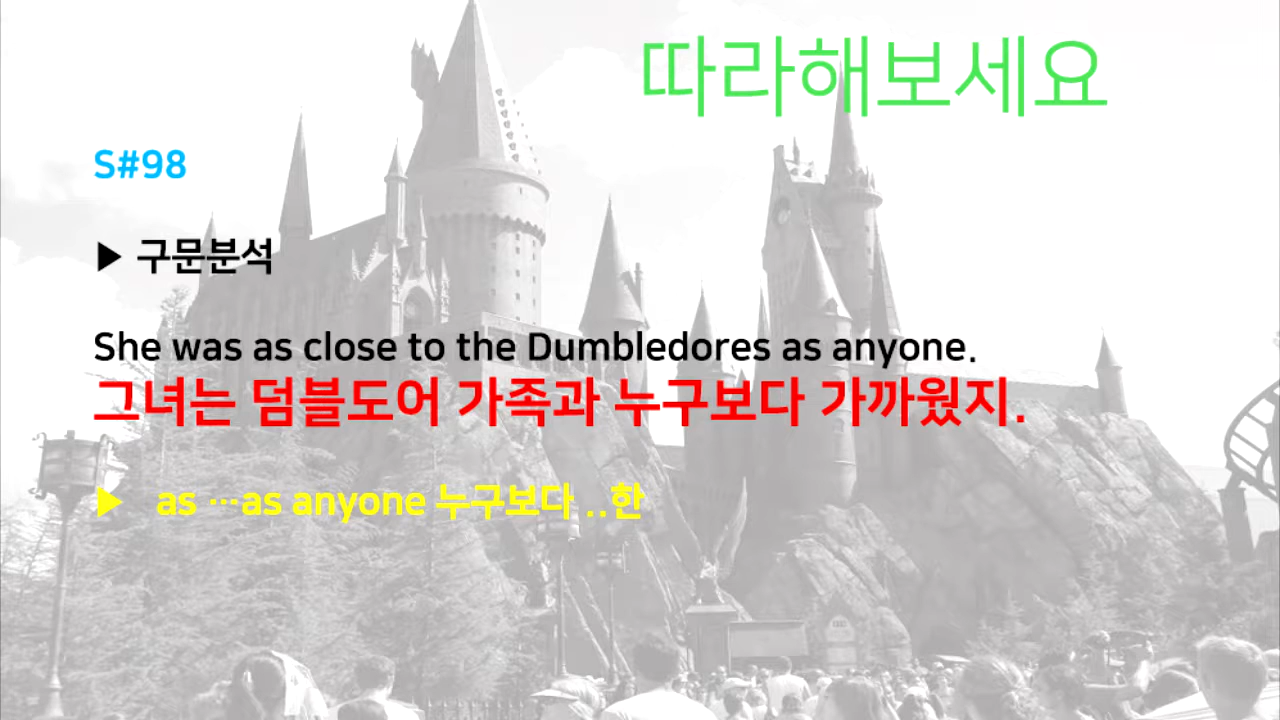 따라해보세요
S#98
▶ 구문분석
She was as close to the Dumbledores as anyone.
그녀는 덤블도어 가족과 누구보다 가까웠지.
▶ as …as anyone 누구보다 ..한